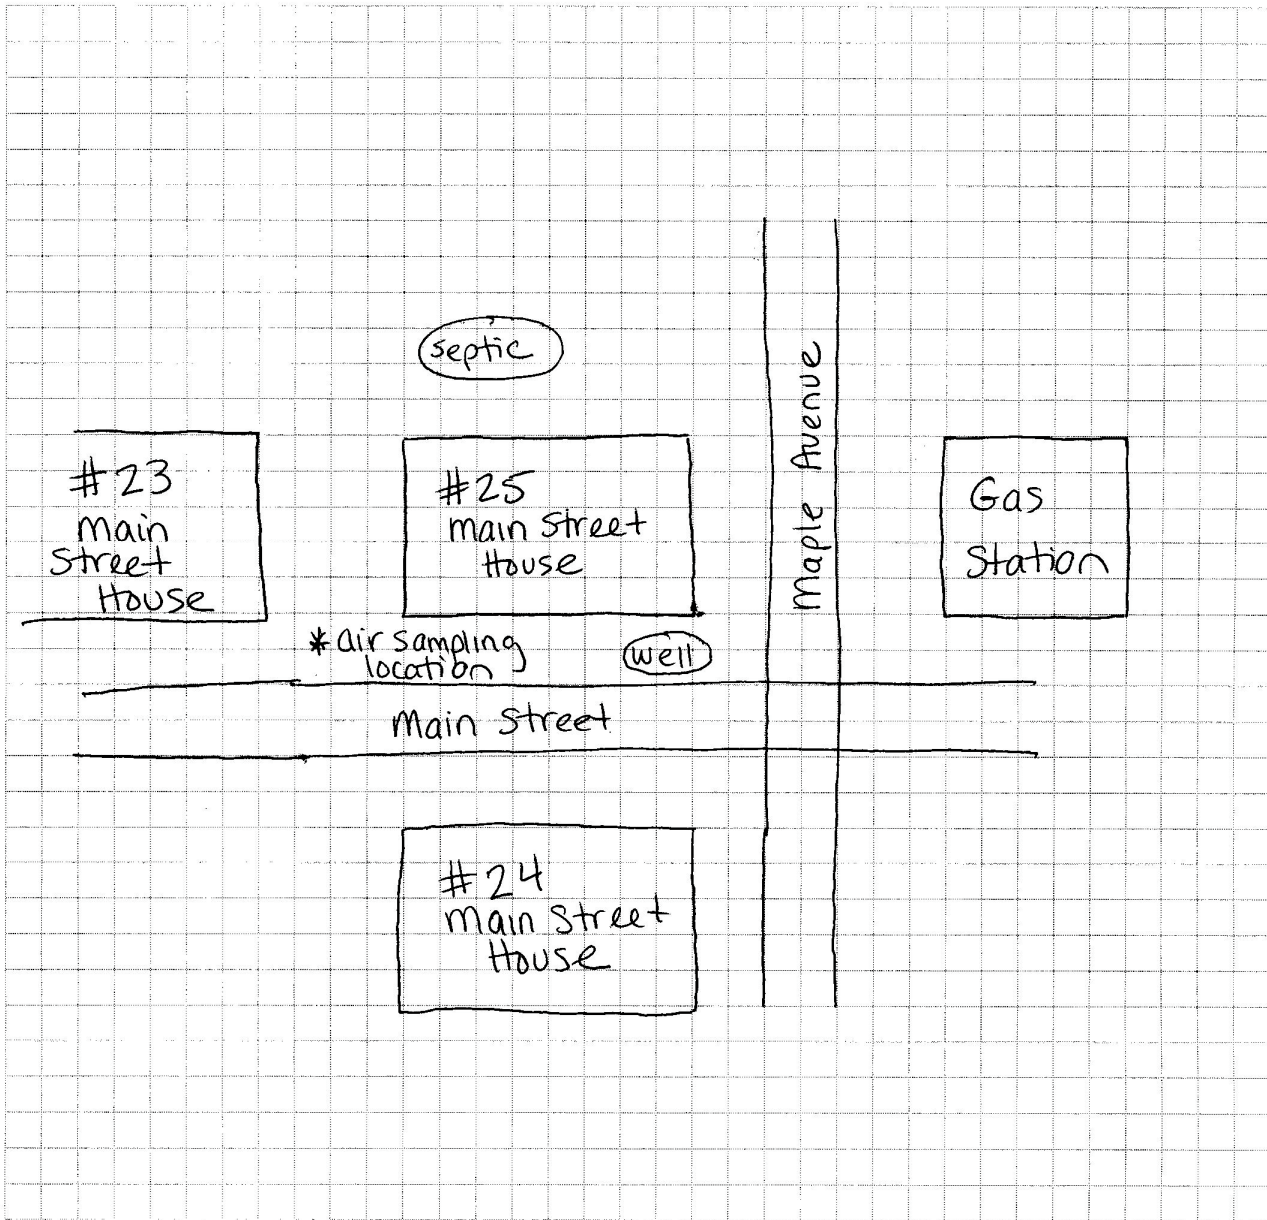 septic
#23
Main
Street
House
#25
Main Street
House
Maple Avenue
Gas
Station
*air sampling
location
well
Main Street
#24
Main Street
House